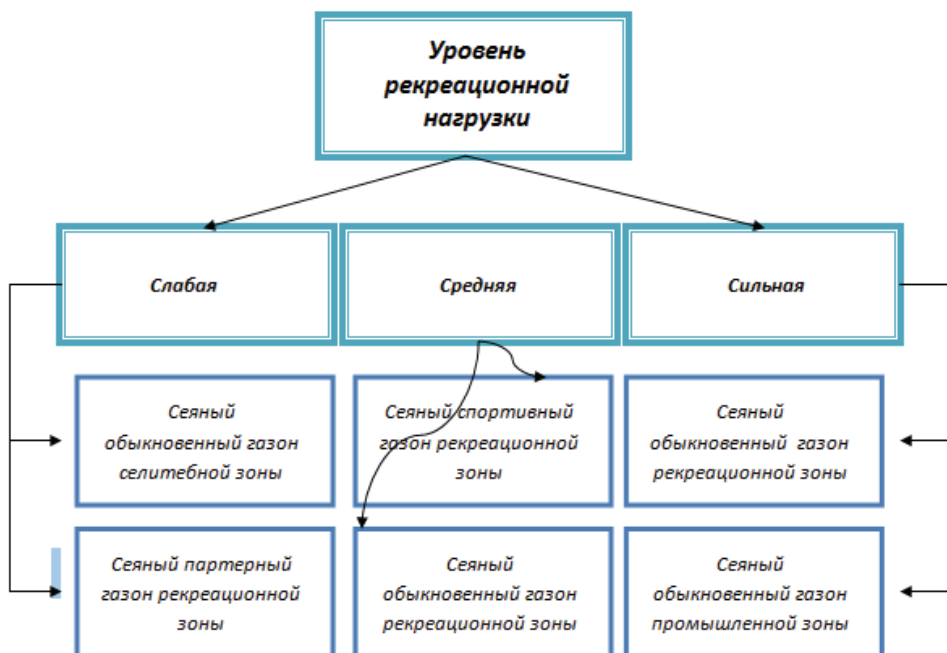 Уровень
рекреационной
нагрузки
Слабая
Средняя
Сильная
Сеяный
обыкновенный газон
селитебной зоны
Сеяный спортивный
газон рекреационной
зоны
Сеяный
обыкновенный газон
рекреационной зоны
Сеяный партерный
газон рекреационной
зоны
Сеяный
обыкновенный газон
рекреационной зоны
Сеяный
обыкновенный газон
промышленной зоны